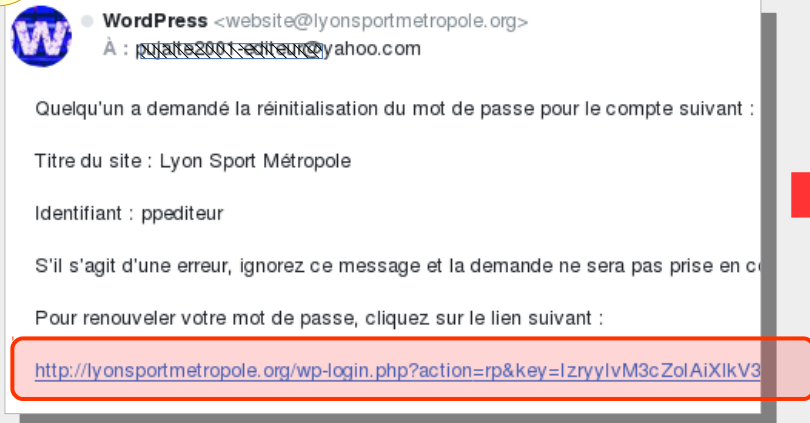 WordPress <website@lyonsportmetropole.org>
À : yahoo.com
Quelqu'un a demandé la réinitialisation du mot de passe pour le compte suivant :
Titre du site : Lyon Sport Métropole
Identifiant : ppediteur
S'il s'agit d'une erreur, ignorez ce message et la demande ne sera pas prise en
Pour renouveler votre mot de passe, cliquez sur le lien suivant :
http://lyonsportmetropole.org/wp-login.php?action=rp&key=IzryyIvM3cZolAiXlkV3